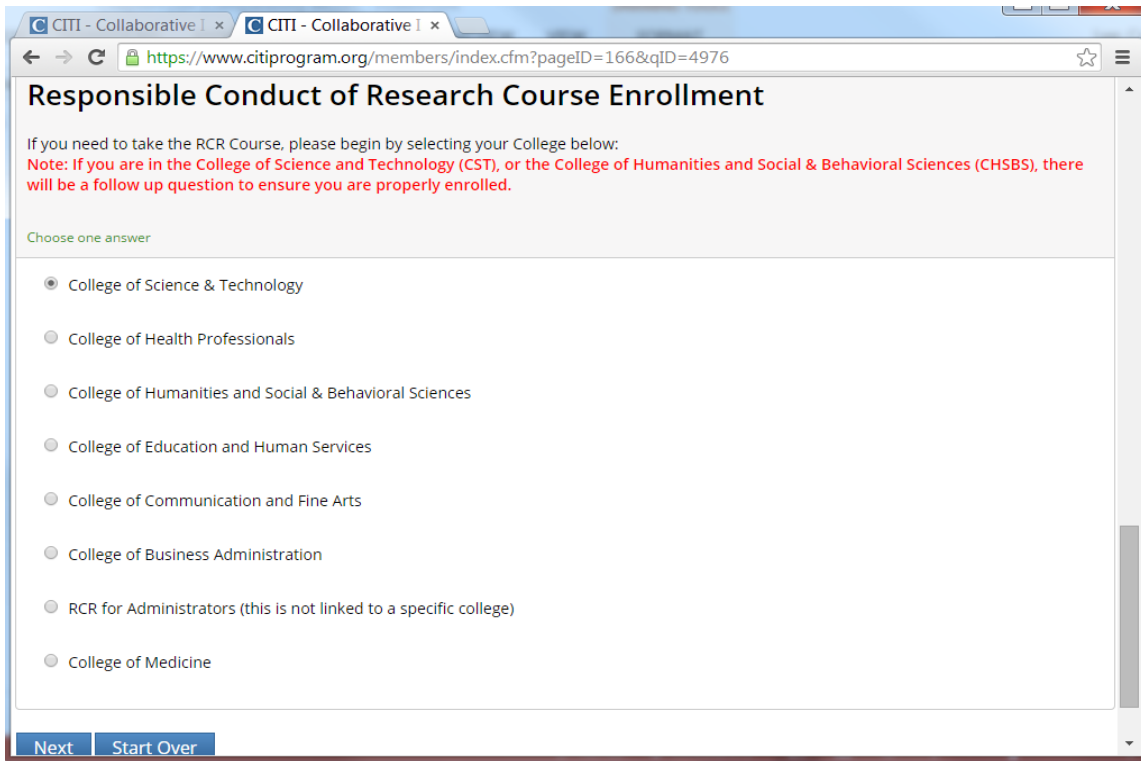 CITI - Collaborative I × CITI - Collaborative I ×
https://www.citiprogram.org/members/index.cfm?pageID=166&qID=4976
Responsible Conduct of Research Course Enrollment
If you need to take the RCR Course, please begin by selecting your College below:
Note: If you are in the College of Science and Technology (CST), or the College of Humanities and Social & Behavioral Sciences (CHSBS), there
will be a follow up question to ensure you are properly enrolled.
Choose one answer
College of Science & Technology
College of Health Professionals
College of Humanities and Social & Behavioral Sciences
College of Education and Human Services
College of Communication and Fine Arts
College of Business Administration
RCR for Administrators (this is not linked to a specific college)
College of Medicine
Next Start Over